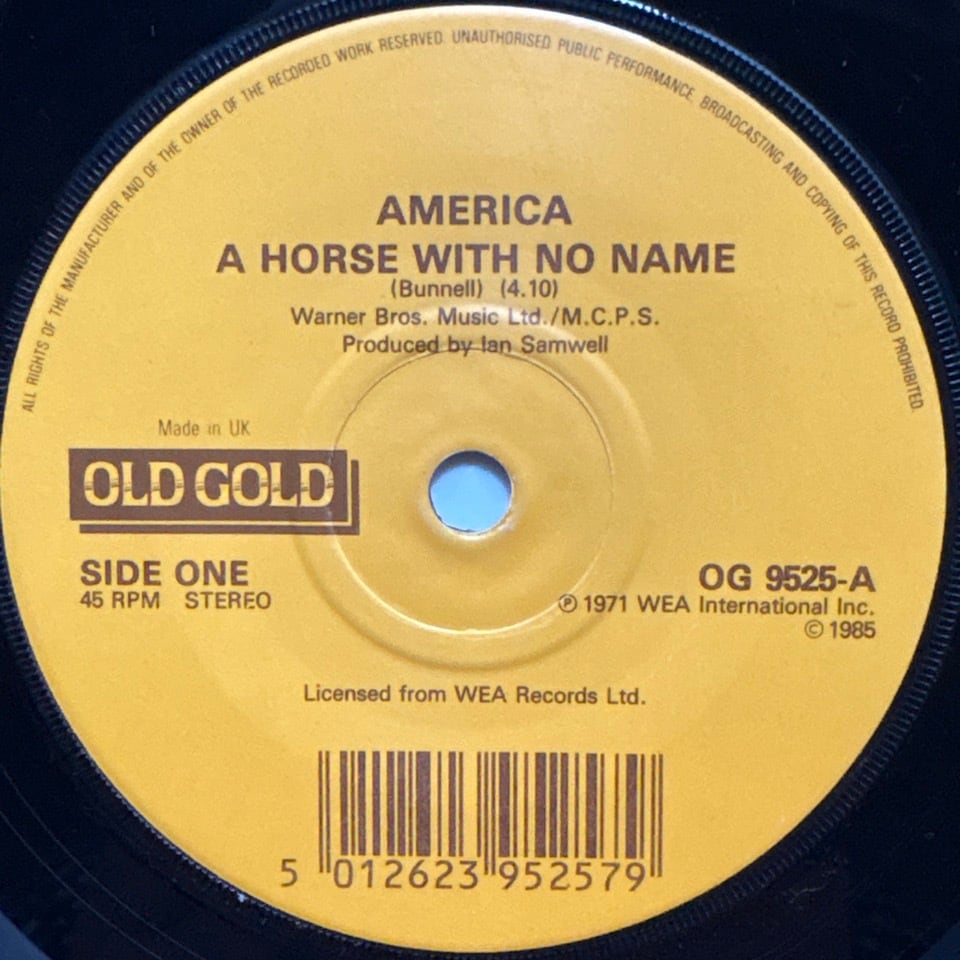 ALL RIGHTS OF THE MANUFACTURER AND OF THE OWNER OF THE RECORDED WORK RESERVED. UNAUTHORISED PUBLIC PERFORMANCE, BROADCASTING AND COPYING OF THIS RECORD PROHIBITED.
AMERICA
A HORSE WITH NO NAME
(Bunnell) (4.10)
Warner Bros. Music Ltd./M.C.P.S.
Produced by Ian Samwell
Made in UK
OLD GOLD
SIDE ONE
45 RPM STEREO
OG 9525-A
℗ 1971 WEA International Inc.
© 1985
Licensed from WEA Records Ltd.
5 012623 952579